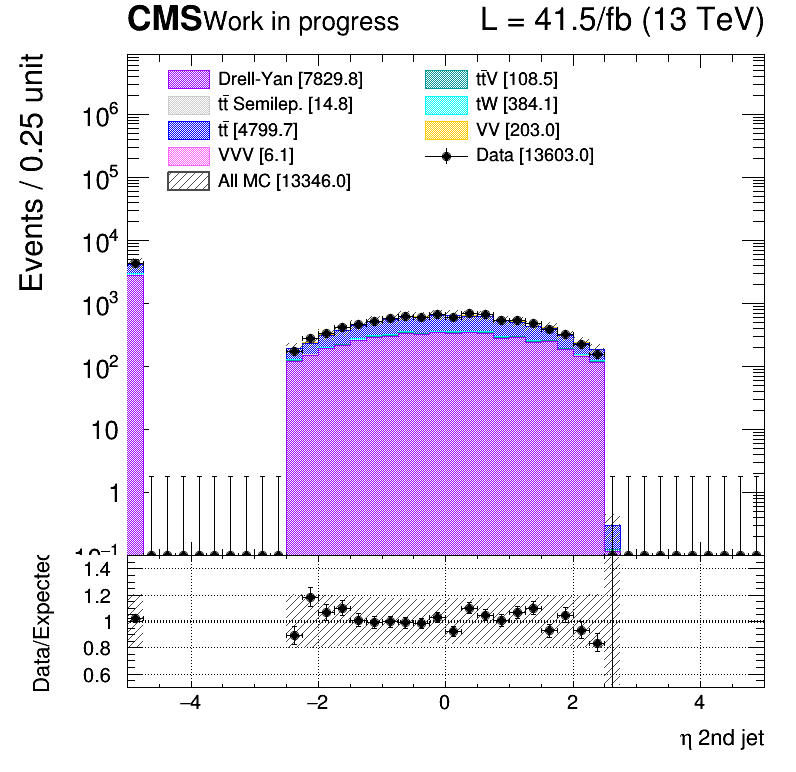 CMS Work in progress L = 41.5/fb (13 TeV)
Events / 0.25 unit
Drell-Yan [7829.8]
tt̄ Semilep. [14.8]
tt̄ [4799.7]
VVV [6.1]
All MC [13346.0]
tt̄V [108.5]
tW [384.1]
VV [203.0]
Data [13603.0]
10⁶
10⁵
10⁴
10³
10²
10
1
10⁻¹
Data/Expected
1.4
1.2
1
0.8
0.6
−4 −2 0 2 4
η 2nd jet